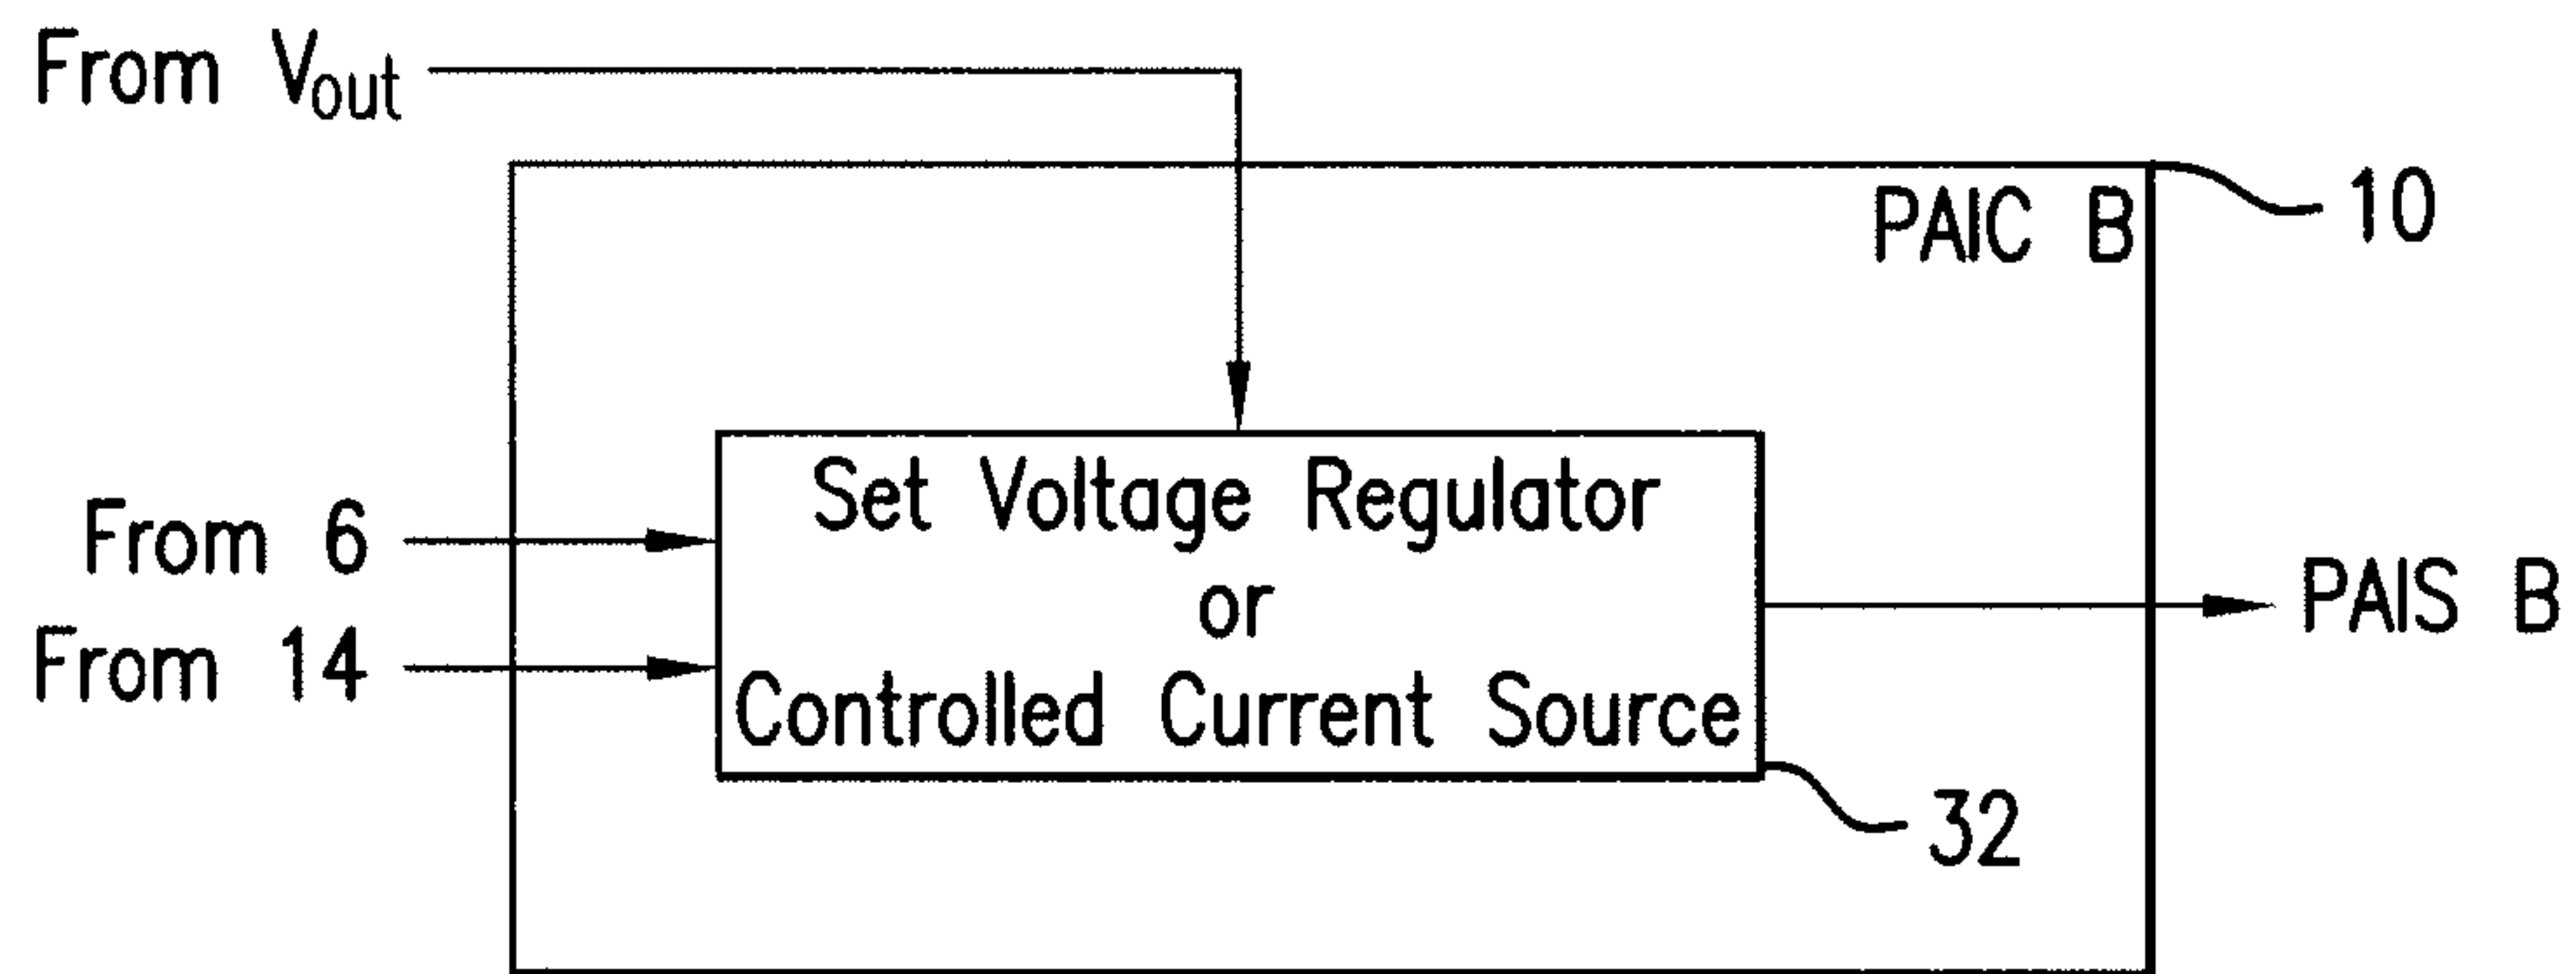 From Vout
PAIC B
10
From 6
From 14
Set Voltage Regulator
or
Controlled Current Source
PAIS B
32